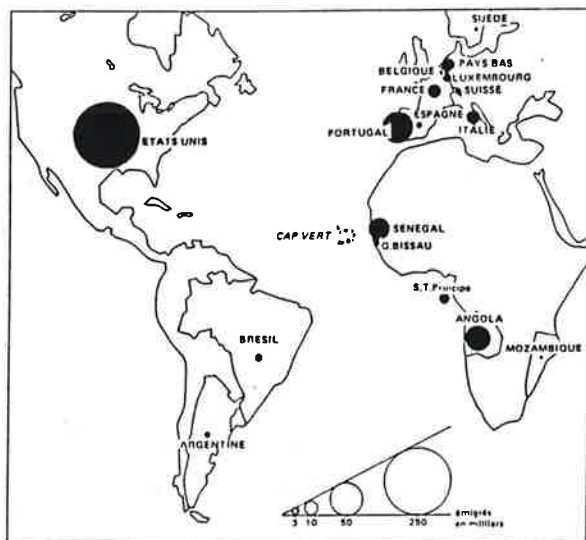 SUÈDE
PAYS BAS
BELGIQUE
LUXEMBOURG
FRANCE
SUISSE
ESPAGNE
ITALIE
PORTUGAL
ETATS UNIS
SENEGAL
CAP VERT
G.BISSAU
S.T.Principe
ANGOLA
MOZAMBIQUE
BRESIL
ARGENTINE
émigrés
3 10 50 250 en milliers